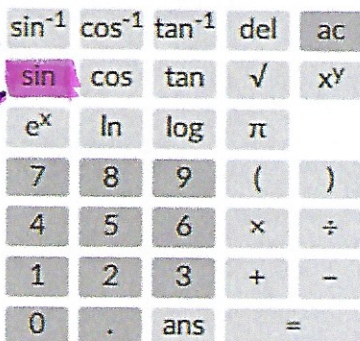 sin⁻¹ cos⁻¹ tan⁻¹ del ac
sin cos tan √ xʸ
eˣ ln log π
7 8 9 ( )
4 5 6 × ÷
1 2 3 + −
0 . ans =